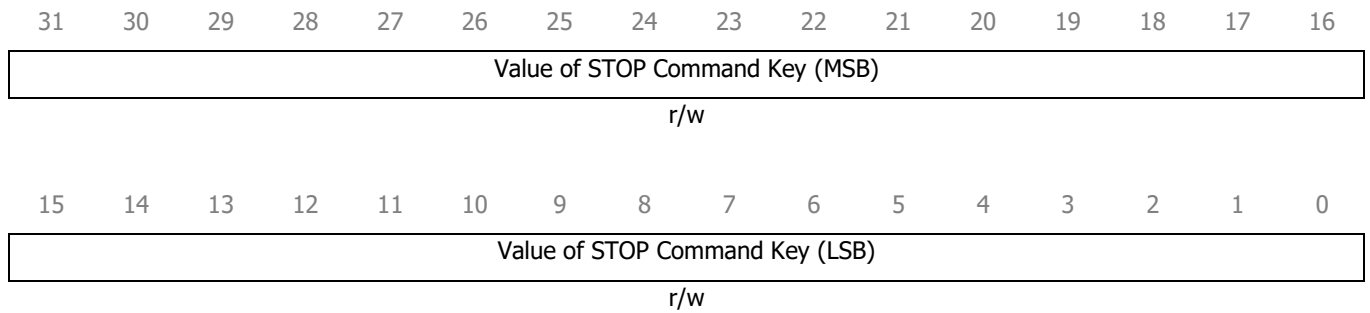 31 30 29 28 27 26 25 24 23 22 21 20 19 18 17 16
Value of STOP Command Key (MSB)
r/w
15 14 13 12 11 10 9 8 7 6 5 4 3 2 1 0
Value of STOP Command Key (LSB)
r/w